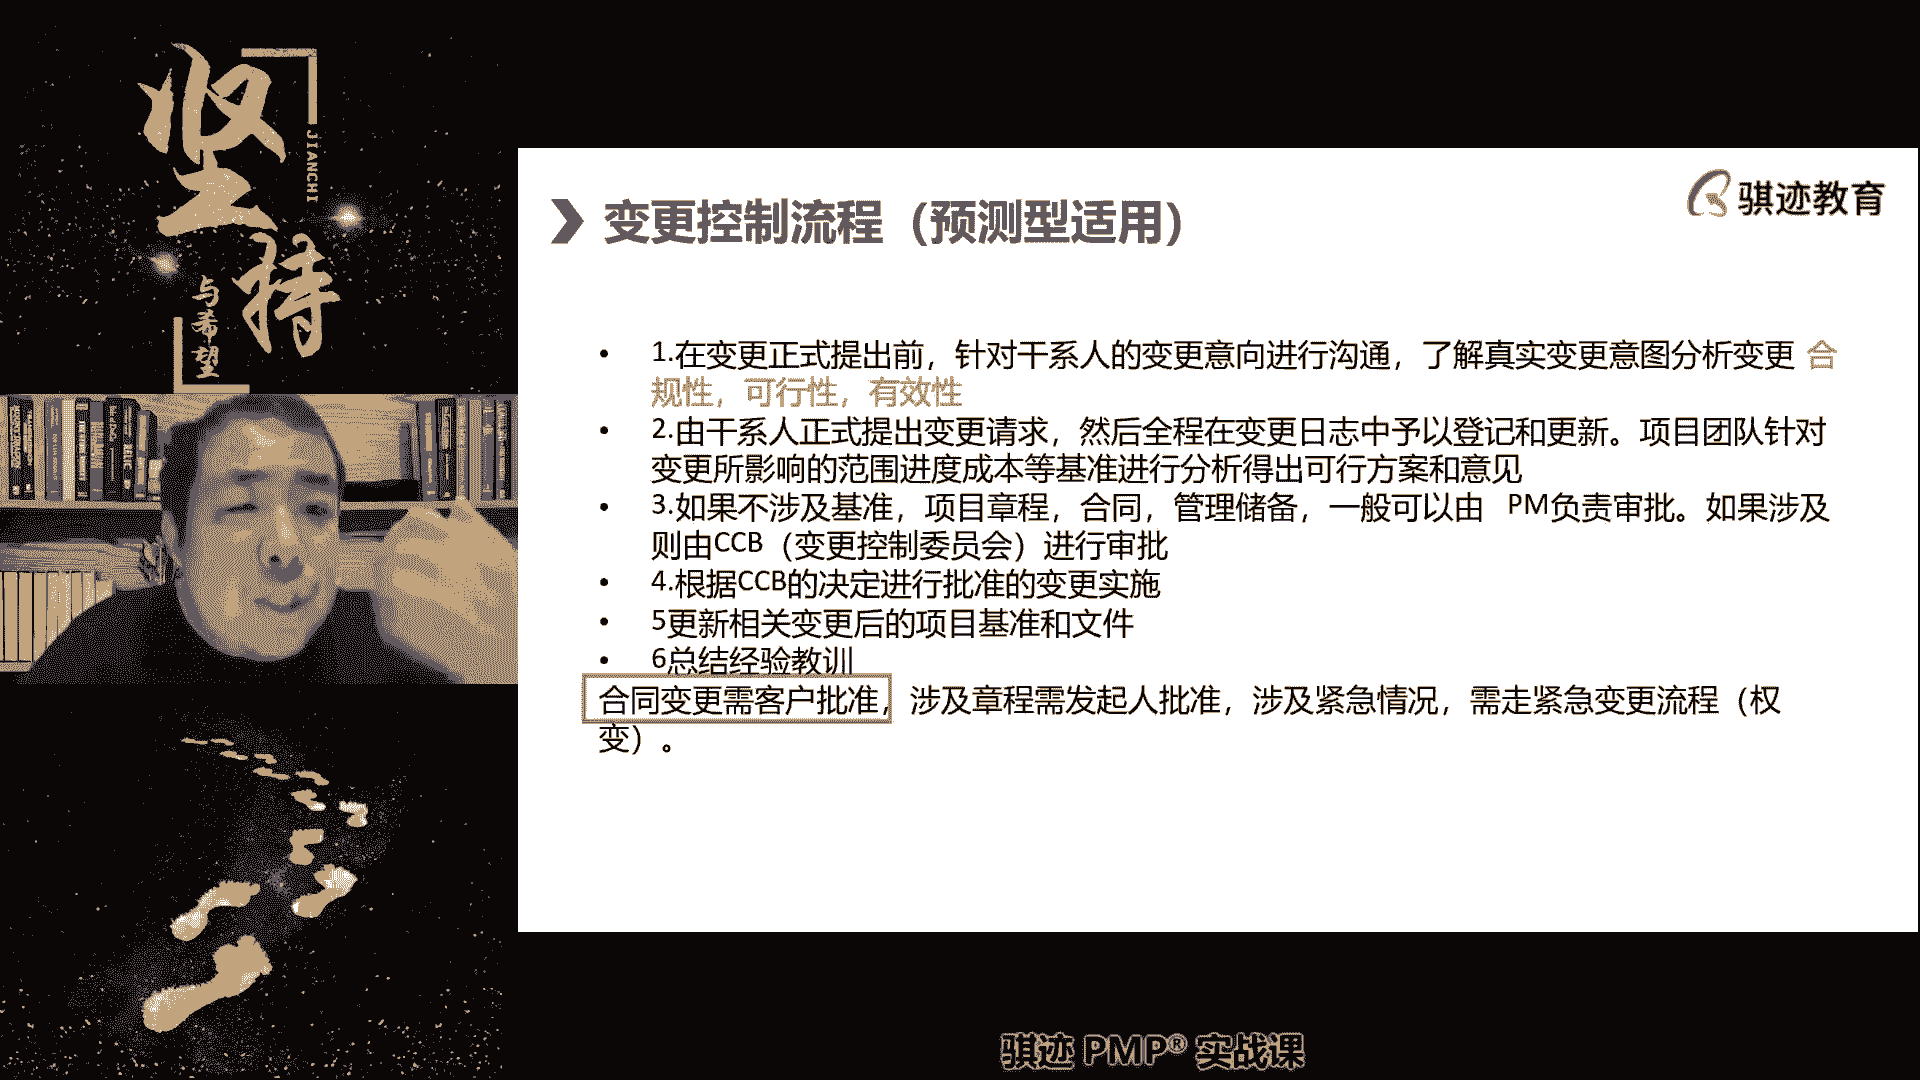 坚持
JIANCHI
与希望
骐迹教育
变更控制流程（预测型适用）
• 1.在变更正式提出前，针对干系人的变更意向进行沟通，了解真实变更意图分析变更 合
规性，可行性，有效性
• 2.由干系人正式提出变更请求，然后全程在变更日志中予以登记和更新。项目团队针对
变更所影响的范围进度成本等基准进行分析得出可行方案和意见
• 3.如果不涉及基准，项目章程，合同，管理储备，一般可以由 PM负责审批。如果涉及
则由CCB（变更控制委员会）进行审批
• 4.根据CCB的决定进行批准的变更实施
• 5更新相关变更后的项目基准和文件
• 6总结经验教训
合同变更需客户批准，涉及章程需发起人批准，涉及紧急情况，需走紧急变更流程（权
变）。
骐迹 PMP® 实战课